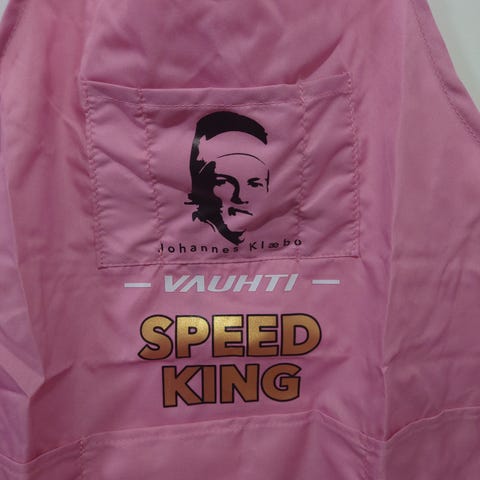 Johannes Klæbo
VAUHTI
SPEED
KING